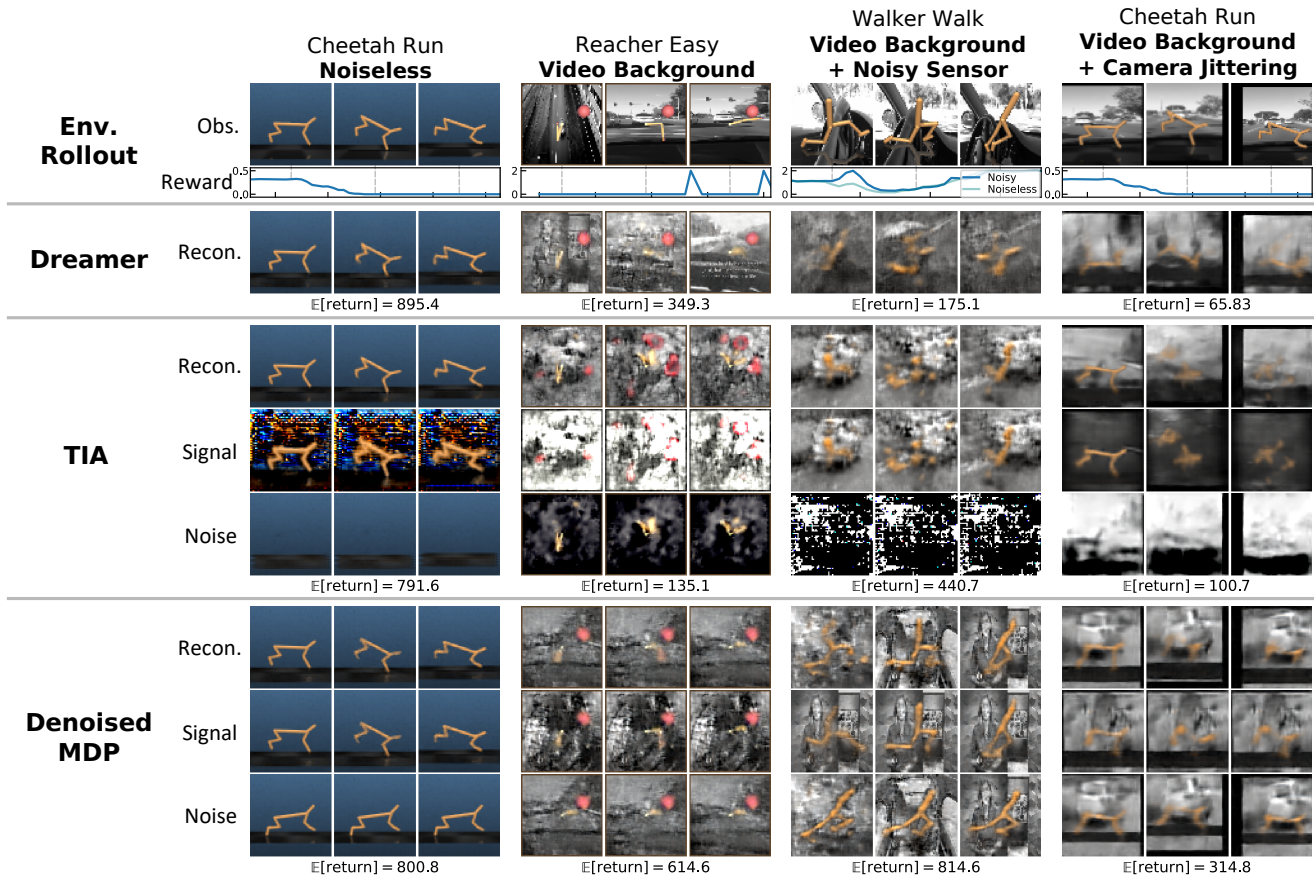 Cheetah Run
Noiseless
Reacher Easy
Video Background
Walker Walk
Video Background
+ Noisy Sensor
Cheetah Run
Video Background
+ Camera Jittering
Env.
Rollout
Obs.
Reward
0.5
0.0
2
0
2
0
Noisy
Noiseless
0.5
0.0
Dreamer
Recon.
𝔼[return] = 895.4
𝔼[return] = 349.3
𝔼[return] = 175.1
𝔼[return] = 65.83
TIA
Recon.
Signal
Noise
𝔼[return] = 791.6
𝔼[return] = 135.1
𝔼[return] = 440.7
𝔼[return] = 100.7
Denoised
MDP
Recon.
Signal
Noise
𝔼[return] = 800.8
𝔼[return] = 614.6
𝔼[return] = 814.6
𝔼[return] = 314.8